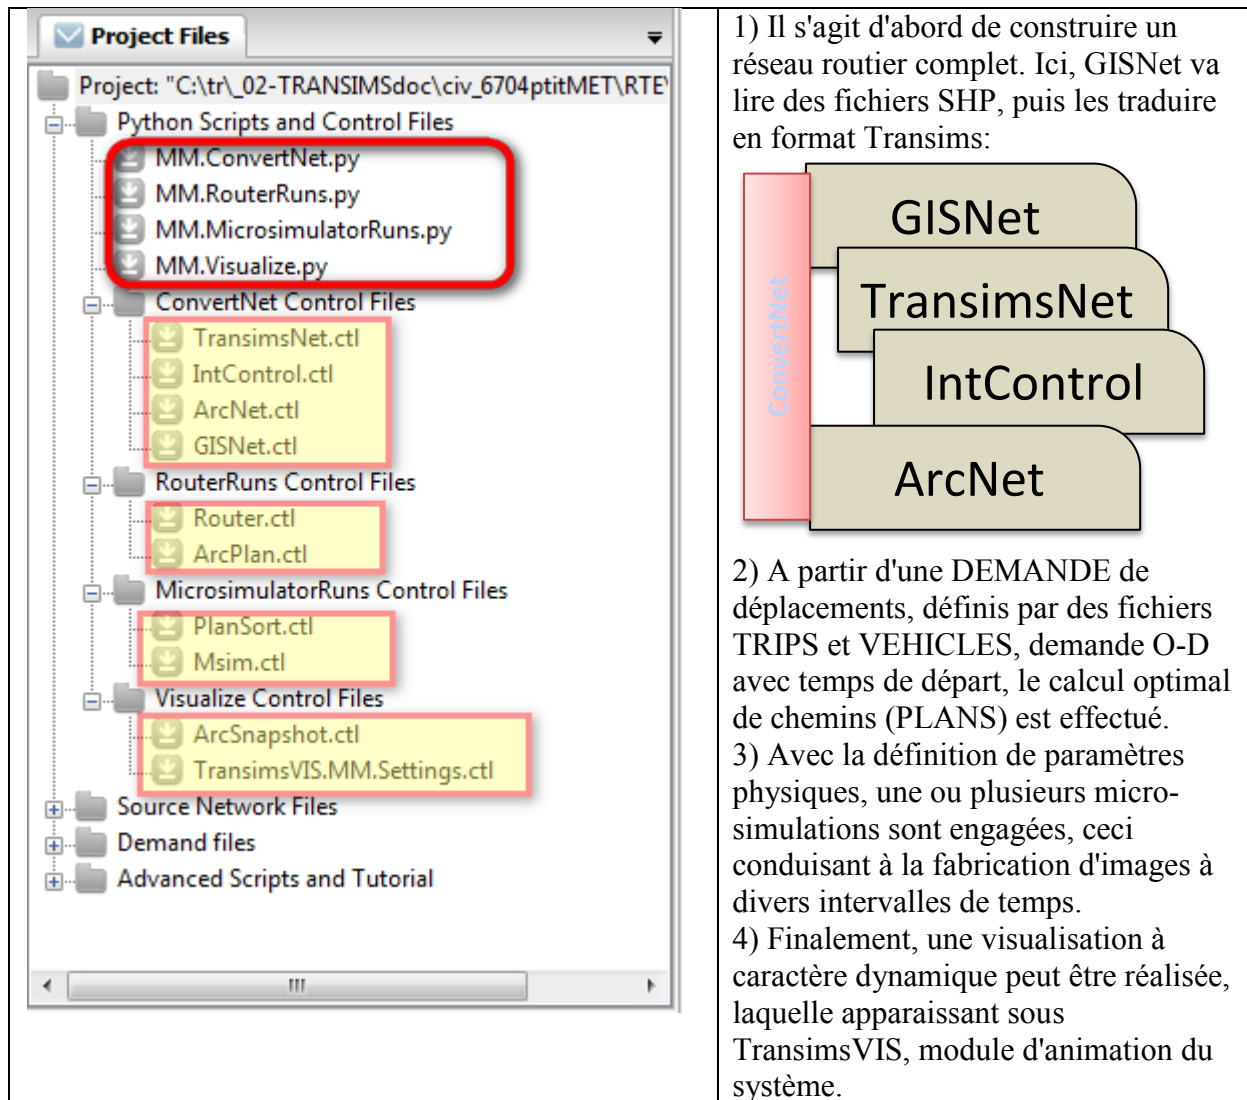 Project Files
Project: "C:\tr\_02-TRANSIMSdoc\civ_6704ptitMET\RTE\
Python Scripts and Control Files
MM.ConvertNet.py
MM.RouterRuns.py
MM.MicrosimulatorRuns.py
MM.Visualize.py
ConvertNet Control Files
TransimsNet.ctl
IntControl.ctl
ArcNet.ctl
GISNet.ctl
RouterRuns Control Files
Router.ctl
ArcPlan.ctl
MicrosimulatorRuns Control Files
PlanSort.ctl
Msim.ctl
Visualize Control Files
ArcSnapshot.ctl
TransimsVIS.MM.Settings.ctl
Source Network Files
Demand files
Advanced Scripts and Tutorial
1) Il s'agit d'abord de construire un
réseau routier complet. Ici, GISNet va
lire des fichiers SHP, puis les traduire
en format Transims:
ConvertNet
GISNet
TransimsNet
IntControl
ArcNet
2) A partir d'une DEMANDE de
déplacements, définis par des fichiers
TRIPS et VEHICLES, demande O-D
avec temps de départ, le calcul optimal
de chemins (PLANS) est effectué.
3) Avec la définition de paramètres
physiques, une ou plusieurs micro-
simulations sont engagées, ceci
conduisant à la fabrication d'images à
divers intervalles de temps.
4) Finalement, une visualisation à
caractère dynamique peut être réalisée,
laquelle apparaissant sous
TransimsVIS, module d'animation du
système.